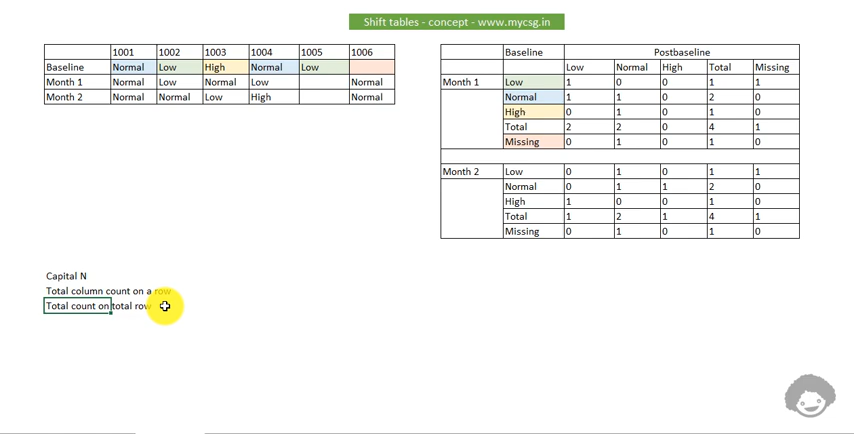 Shift tables - concept - www.mycsg.in
1001 1002 1003 1004 1005 1006
Baseline Normal Low High Normal Low
Month 1 Normal Low Normal Low Normal
Month 2 Normal Normal Low High Normal
Baseline Postbaseline
Low Normal High Total Missing
Month 1 Low 1 0 0 1 1
Normal 1 1 0 2 0
High 0 1 0 1 0
Total 2 2 0 4 1
Missing 0 1 0 1 0
Month 2 Low 0 1 0 1 1
Normal 0 1 1 2 0
High 1 0 0 1 0
Total 1 2 1 4 1
Missing 0 1 0 1 0
Capital N
Total column count on a row
Total count on total row